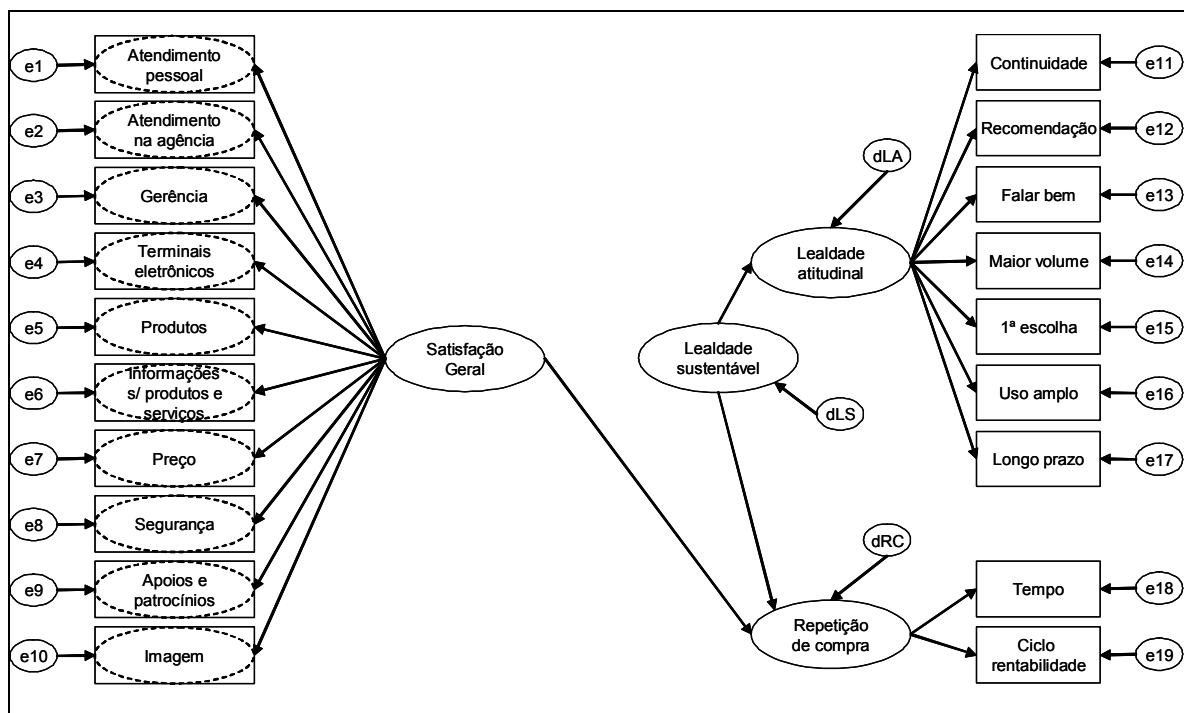 e1
Atendimento
pessoal
e2
Atendimento
na agência
e3
Gerência
e4
Terminais
eletrônicos
e5
Produtos
e6
Informações
s/ produtos e
serviços
e7
Preço
e8
Segurança
e9
Apoios e
patrocínios
e10
Imagem
Satisfação
Geral
dLA
Lealdade
atitudinal
Lealdade
sustentável
dLS
dRC
Repetição
de compra
Continuidade
e11
Recomendação
e12
Falar bem
e13
Maior volume
e14
1ª escolha
e15
Uso amplo
e16
Longo prazo
e17
Tempo
e18
Ciclo
rentabilidade
e19